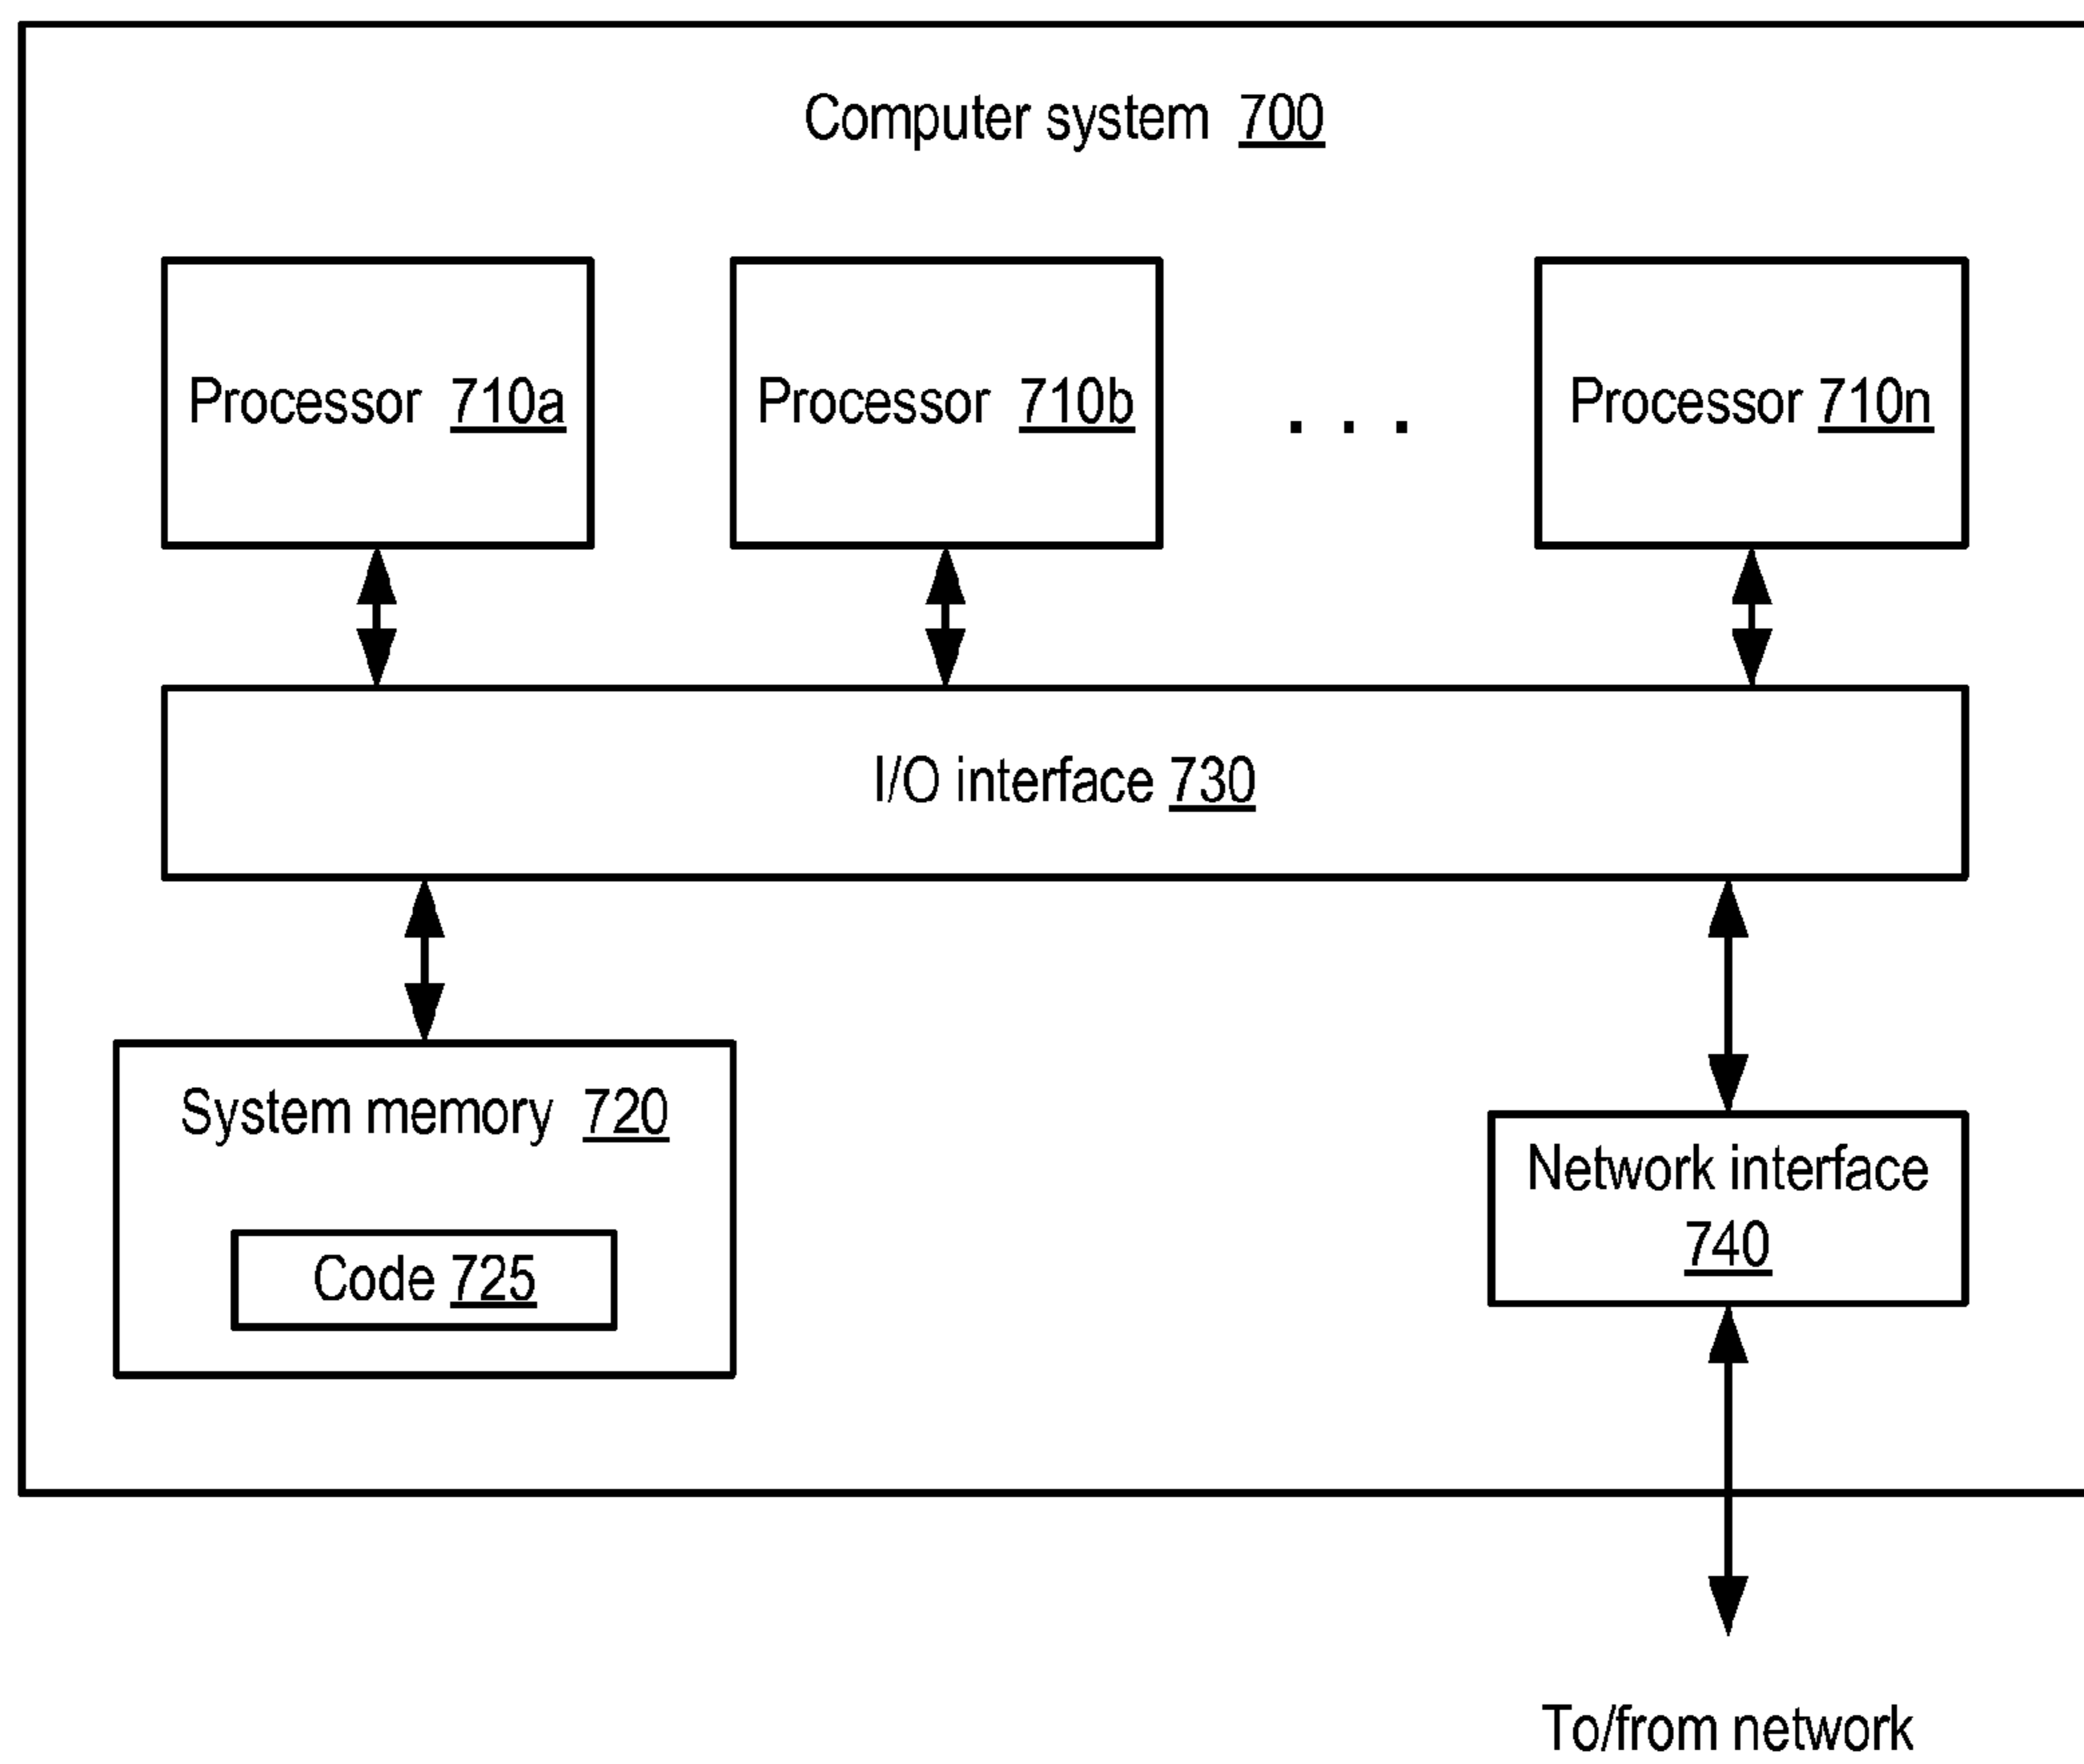 Computer system 700
Processor 710a
Processor 710b
. . .
Processor 710n
I/O interface 730
System memory 720
Code 725
Network interface
740
To/from network